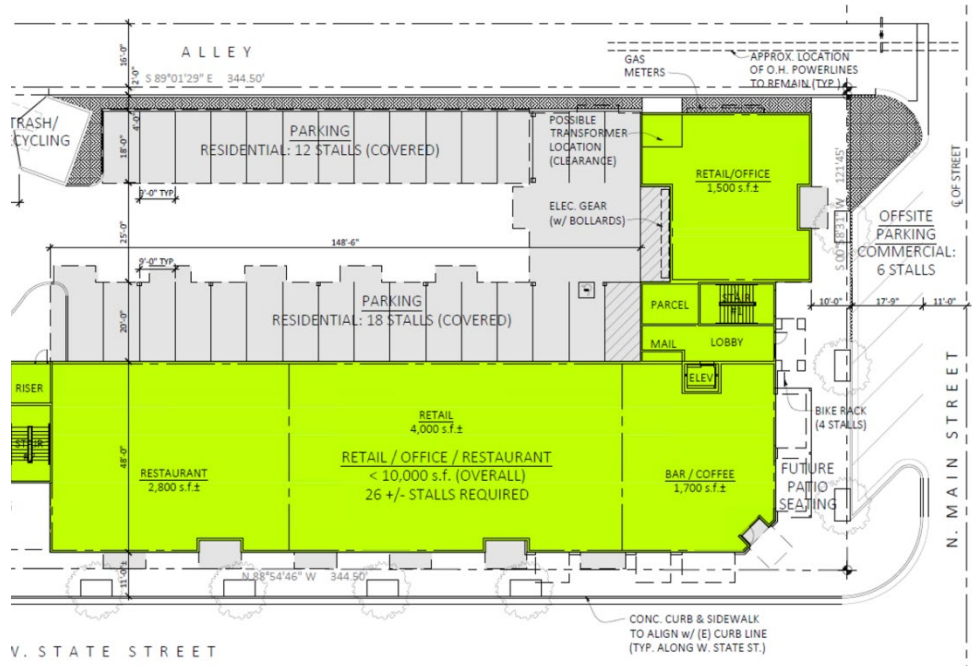 ALLEY
S 89°01'29" E 344.50'
16'-0"
2'-0"
GAS
METERS
APPROX. LOCATION
OF O.H. POWERLINES
TO REMAIN (TYP.)
TRASH/
CYCLING
4'-0"
18'-0"
PARKING
RESIDENTIAL: 12 STALLS (COVERED)
POSSIBLE
TRANSFORMER
LOCATION
(CLEARANCE)
RETAIL/OFFICE
1,500 s.f.±
ELEC. GEAR
(w/ BOLLARDS)
S 00°58'31" W 121.45'
OFFSITE
PARKING
COMMERCIAL:
6 STALLS
℄ OF STREET
'-0" TYP
25'-0"
148'-6"
9'-0" TYP
PARKING
RESIDENTIAL: 18 STALLS (COVERED)
20'-0"
PARCEL
STAIR
#1
10'-0"
17'-9"
11'-0"
MAIL
LOBBY
ELEV
RISER
STAIR
BIKE RACK
(4 STALLS)
RETAIL
4,000 s.f.±
RETAIL / OFFICE / RESTAURANT
< 10,000 s.f. (OVERALL)
26 +/- STALLS REQUIRED
RESTAURANT
2,800 s.f.±
48'-0"
BAR / COFFEE
1,700 s.f.±
FUTURE
PATIO
SEATING
N. MAIN STREET
11'-0"±
N 88°54'46" W 344.50'
CONC. CURB & SIDEWALK
TO ALIGN w/ (E) CURB LINE
(TYP. ALONG W. STATE ST.)
W. STATE STREET